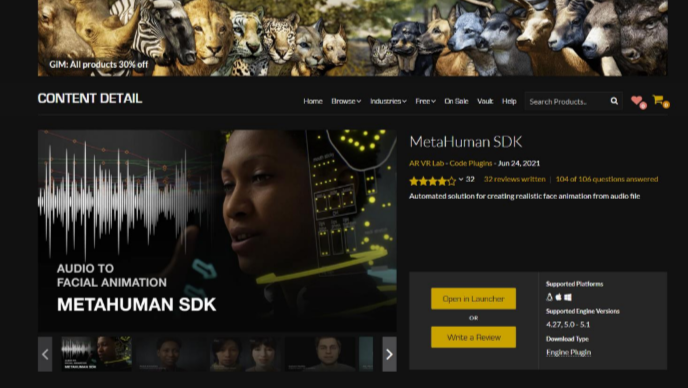 GiM: All products 30% off
CONTENT DETAIL
Home Browse Industries Free On Sale Vault Help
Search Products..
MetaHuman SDK
AR VR Lab - Code Plugins - Jun 24, 2021
32 32 reviews written | 104 of 106 questions answered
Automated solution for creating realistic face animation from audio file
AUDIO TO
FACIAL ANIMATION
METAHUMAN SDK
Open in Launcher
OR
Write a Review
Supported Platforms
Supported Engine Versions
4.27, 5.0 - 5.1
Download Type
Engine Plugin